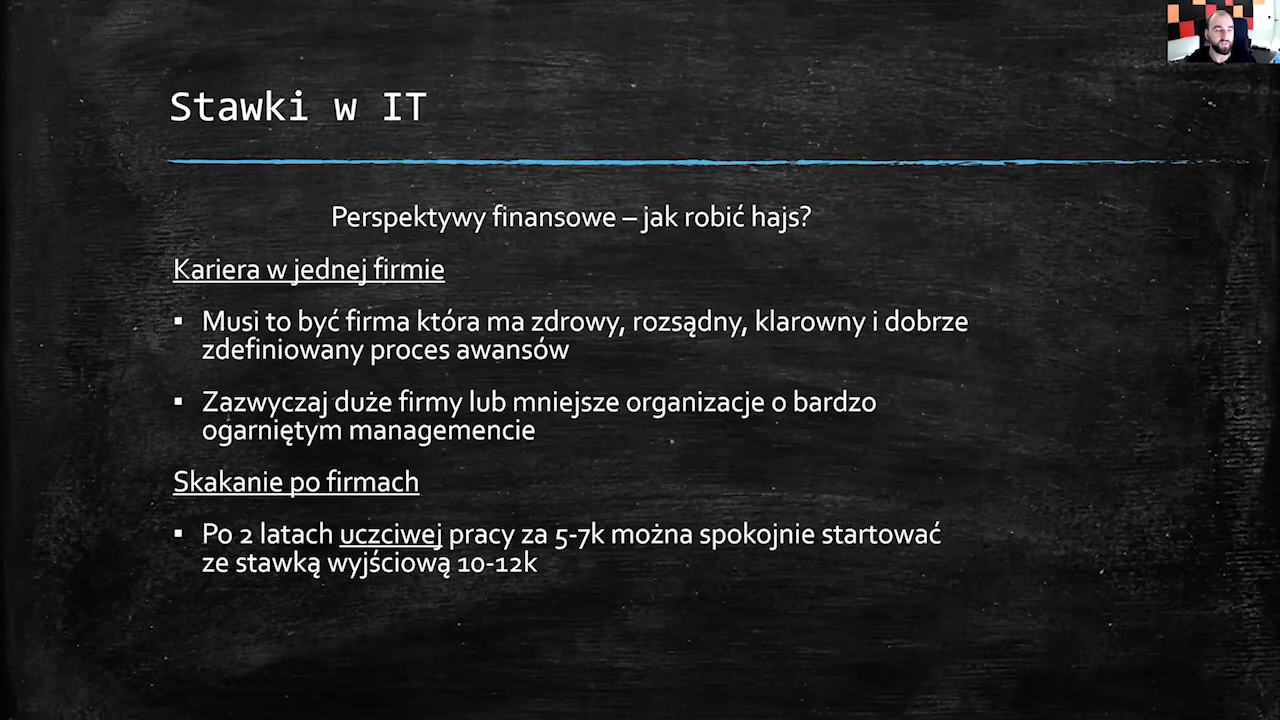 Stawki w IT
Perspektywy finansowe – jak robić hajs?
Kariera w jednej firmie
▪ Musi to być firma która ma zdrowy, rozsądny, klarowny i dobrze
zdefiniowany proces awansów
▪ Zazwyczaj duże firmy lub mniejsze organizacje o bardzo
ogarniętym managemencie
Skakanie po firmach
▪ Po 2 latach uczciwej pracy za 5-7k można spokojnie startować
ze stawką wyjściową 10-12k